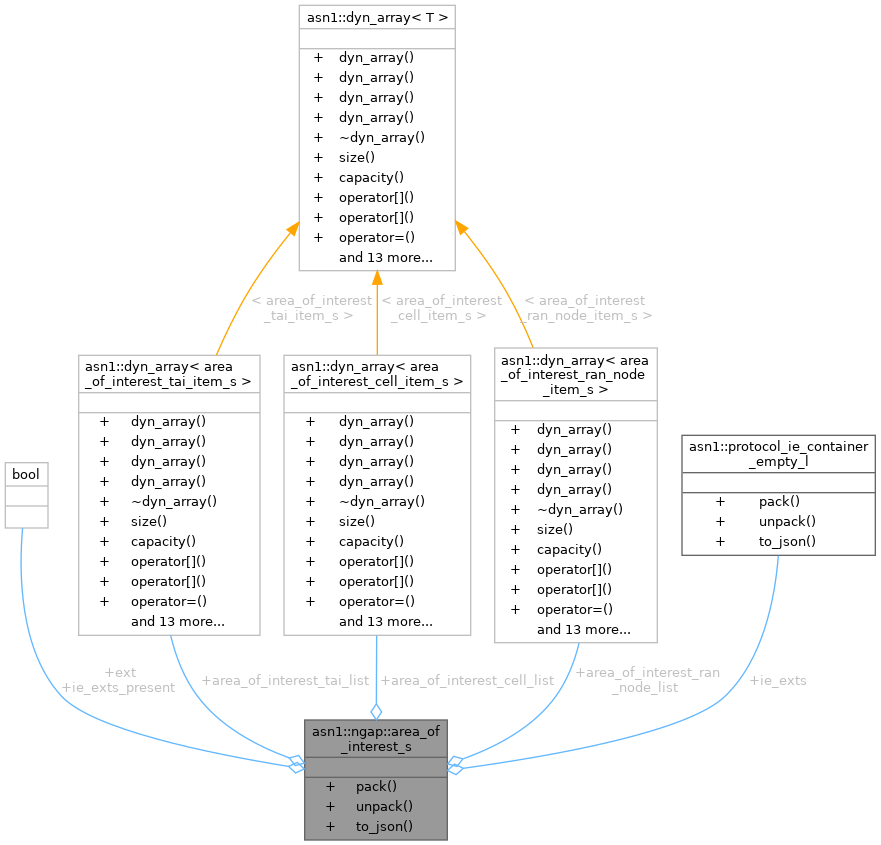 asn1::dyn_array< T >
+ dyn_array()
+ dyn_array()
+ dyn_array()
+ dyn_array()
+ ~dyn_array()
+ size()
+ capacity()
+ operator[]()
+ operator[]()
+ operator=()
and 13 more...
< area_of_interest
_tai_item_s >
< area_of_interest
_cell_item_s >
< area_of_interest
_ran_node_item_s >
bool
asn1::dyn_array< area
_of_interest_tai_item_s >
+ dyn_array()
+ dyn_array()
+ dyn_array()
+ dyn_array()
+ ~dyn_array()
+ size()
+ capacity()
+ operator[]()
+ operator[]()
+ operator=()
and 13 more...
asn1::dyn_array< area
_of_interest_cell_item_s >
+ dyn_array()
+ dyn_array()
+ dyn_array()
+ dyn_array()
+ ~dyn_array()
+ size()
+ capacity()
+ operator[]()
+ operator[]()
+ operator=()
and 13 more...
asn1::dyn_array< area
_of_interest_ran_node
_item_s >
+ dyn_array()
+ dyn_array()
+ dyn_array()
+ dyn_array()
+ ~dyn_array()
+ size()
+ capacity()
+ operator[]()
+ operator[]()
+ operator=()
and 13 more...
asn1::protocol_ie_container
_empty_l
+ pack()
+ unpack()
+ to_json()
+ext
+ie_exts_present
+area_of_interest_tai_list
+area_of_interest_cell_list
+area_of_interest_ran
_node_list
+ie_exts
asn1::ngap::area_of
_interest_s
+ pack()
+ unpack()
+ to_json()